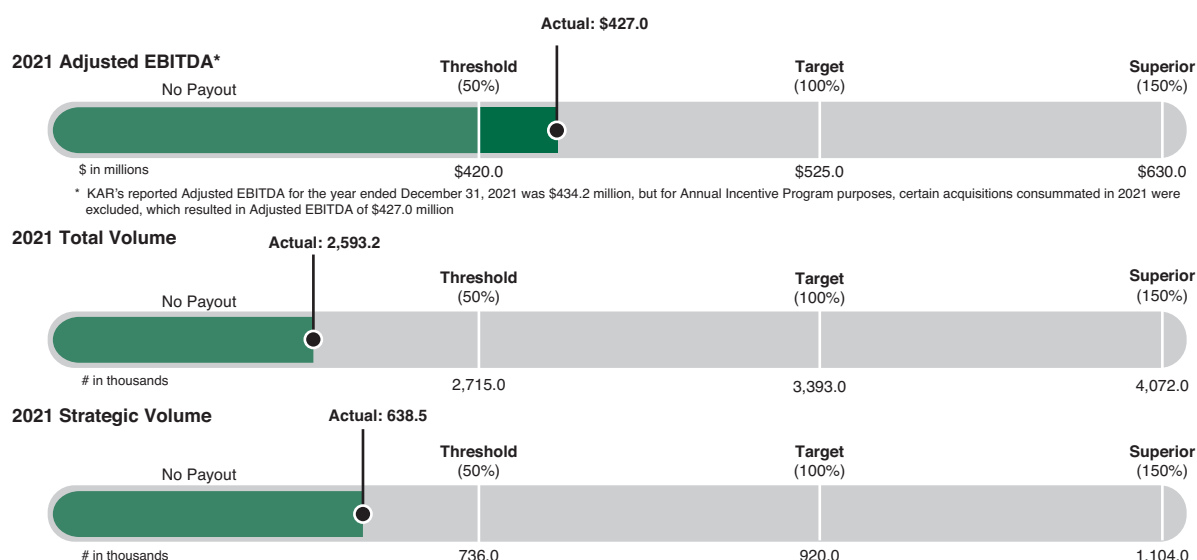 Actual: $427.0
2021 Adjusted EBITDA*
No Payout
Threshold
(50%)
Target
(100%)
Superior
(150%)
$ in millions
$420.0
$525.0
$630.0
* KAR's reported Adjusted EBITDA for the year ended December 31, 2021 was $434.2 million, but for Annual Incentive Program purposes, certain acquisitions consummated in 2021 were
excluded, which resulted in Adjusted EBITDA of $427.0 million
2021 Total Volume
Actual: 2,593.2
No Payout
Threshold
(50%)
Target
(100%)
Superior
(150%)
# in thousands
2,715.0
3,393.0
4,072.0
2021 Strategic Volume
Actual: 638.5
No Payout
Threshold
(50%)
Target
(100%)
Superior
(150%)
# in thousands
736.0
920.0
1,104.0